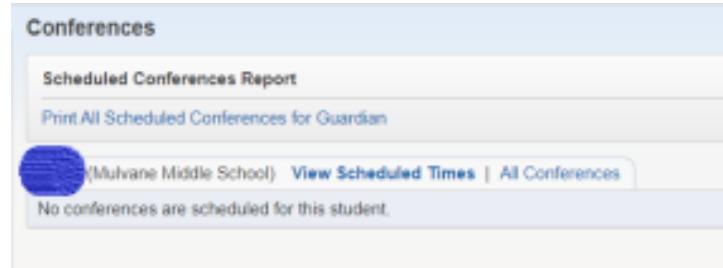 Conferences
Scheduled Conferences Report
Print All Scheduled Conferences for Guardian
(Mulvane Middle School) View Scheduled Times | All Conferences
No conferences are scheduled for this student.